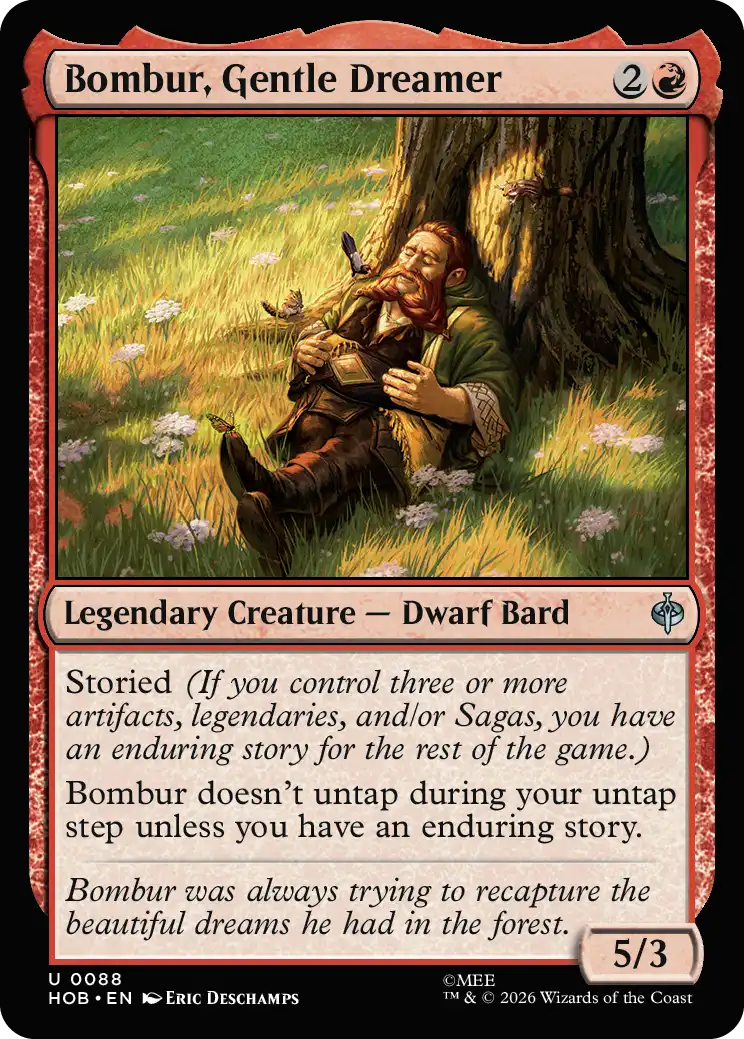 Bombur, Gentle Dreamer 2
Legendary Creature — Dwarf Bard
Storied (If you control three or more
artifacts, legendaries, and/or Sagas, you have
an enduring story for the rest of the game.)
Bombur doesn't untap during your untap
step unless you have an enduring story.
Bombur was always trying to recapture the
beautiful dreams he had in the forest.
5/3
U 0088
HOB • EN Eric Deschamps
©MEE
™ & © 2026 Wizards of the Coast